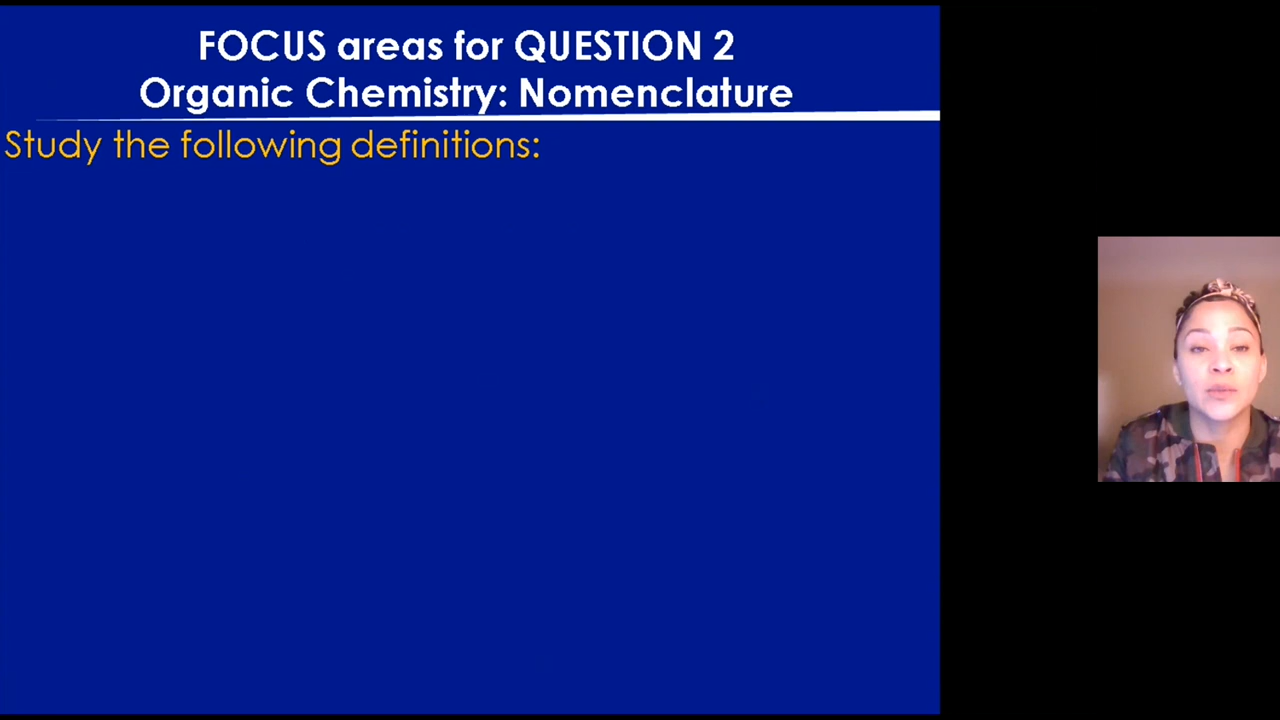 FOCUS areas for QUESTION 2
Organic Chemistry: Nomenclature
Study the following definitions: